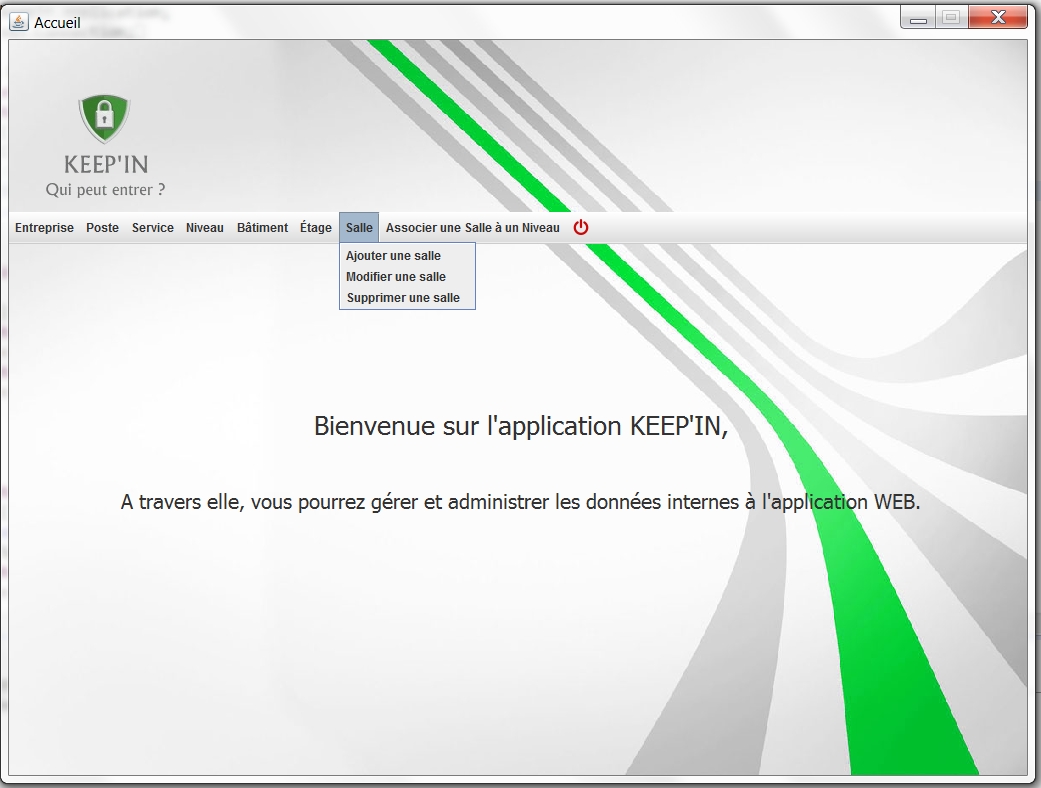 Accueil
KEEP'IN
Qui peut entrer ?
Entreprise Poste Service Niveau Bâtiment Étage Salle Associer une Salle à un Niveau
Ajouter une salle
Modifier une salle
Supprimer une salle
Bienvenue sur l'application KEEP'IN,
A travers elle, vous pourrez gérer et administrer les données internes à l'application WEB.